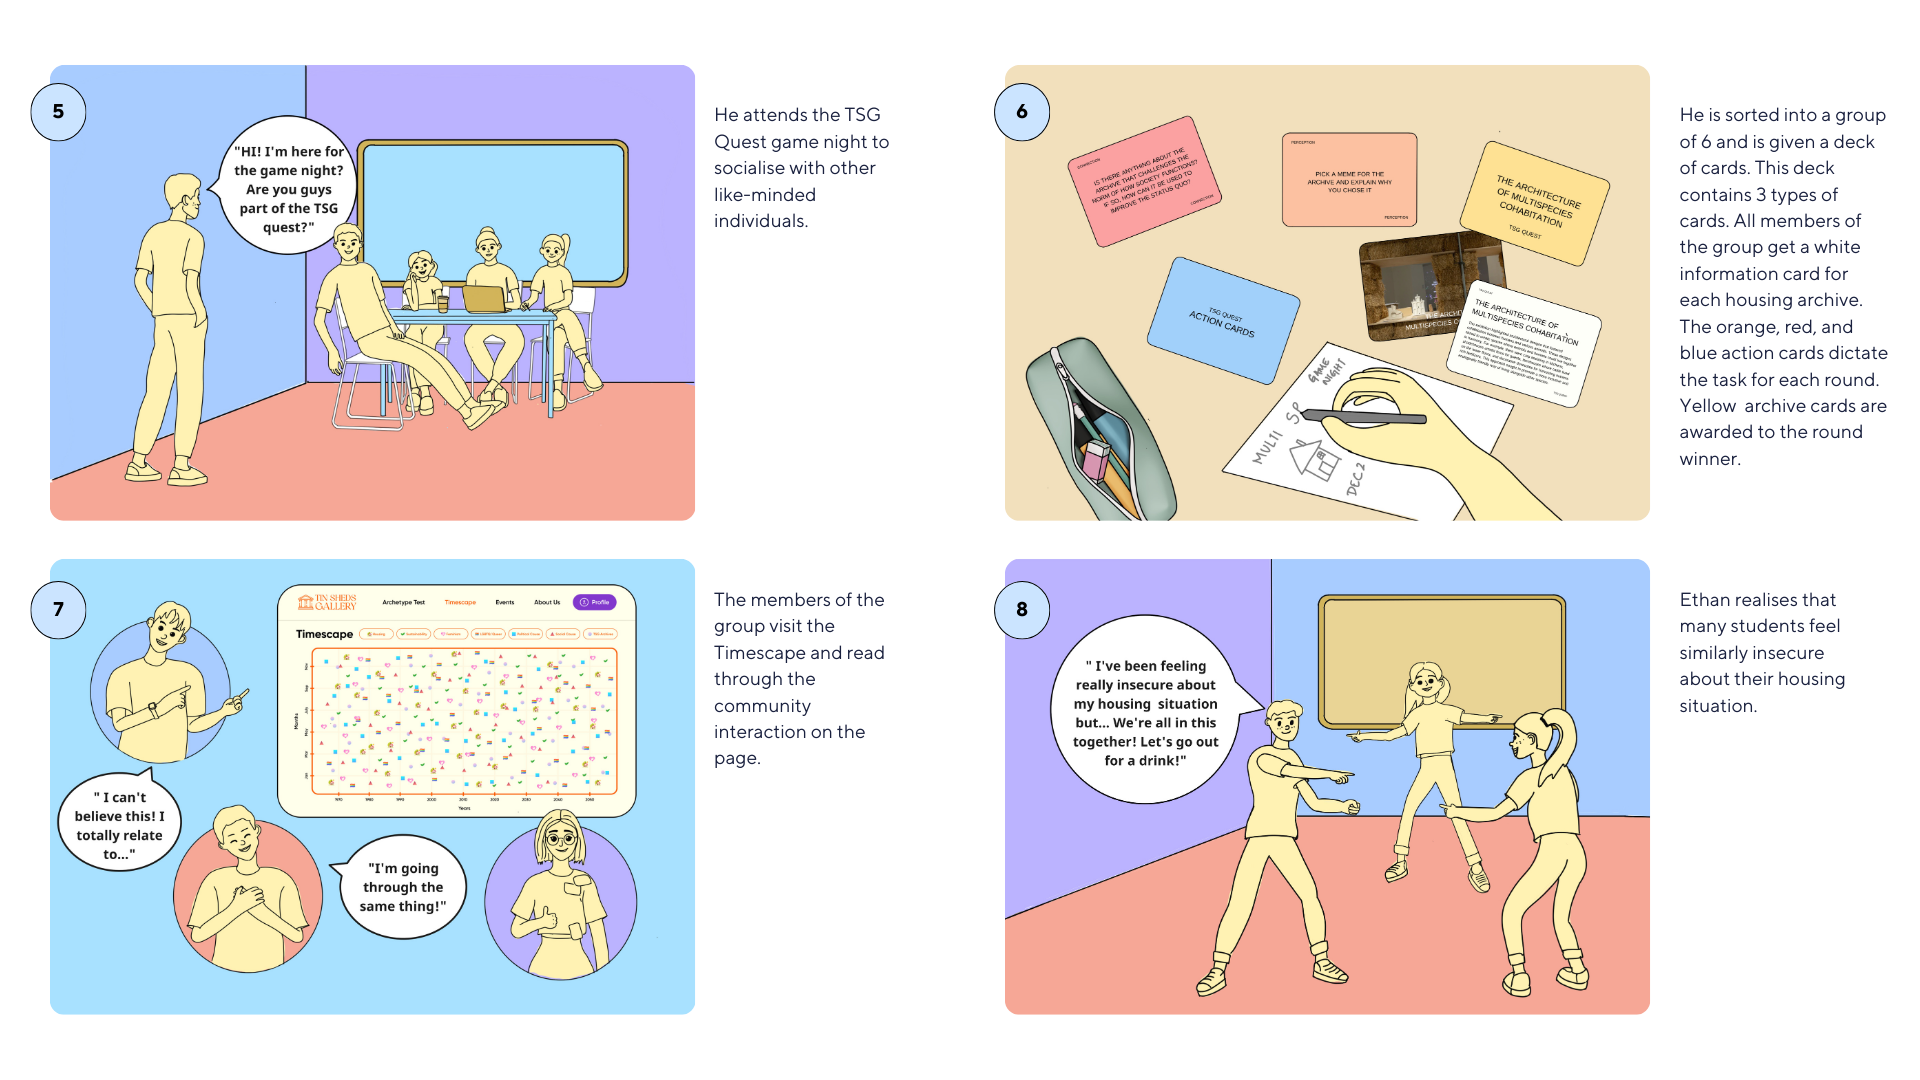 5
"HI! I'm here for
the game night?
Are you guys
part of the TSG
quest?"
He attends the TSG
Quest game night to
socialise with other
like-minded
individuals.
6
CONNECTION
IS THERE ANYTHING ABOUT THE
ARCHIVE THAT CHALLENGES THE
NORM OF HOW SOCIETY FUNCTIONS?
IF SO, HOW CAN IT BE USED TO
IMPROVE THE STATUS QUO?
CONNECTION
PERCEPTION
PICK A MEME FOR THE
ARCHIVE AND EXPLAIN WHY
YOU CHOSE IT
PERCEPTION
THE ARCHITECTURE
OF MULTISPECIES
COHABITATION
TSG QUEST
TSG QUEST
ACTION CARDS
THE ARCHI
MULTISPECIES C
THE ARCHITECTURE OF
MULTISPECIES COHABITATION
GAME
NIGHT
MULTI SP
DEC 2
He is sorted into a group
of 6 and is given a deck
of cards. This deck
contains 3 types of
cards. All members of
the group get a white
information card for
each housing archive.
The orange, red, and
blue action cards dictate
the task for each round.
Yellow  archive cards are
awarded to the round
winner.
7
TIN SHEDS
GALLERY
Archetype Test
Timescape
Events
About Us
Profile
Timescape
Months
Years
" I can't
believe this! I
totally relate
to..."
"I'm going
through the
same thing!"
The members of the
group visit the
Timescape and read
through the
community
interaction on the
page.
8
" I've been feeling
really insecure about
my housing  situation
but... We're all in this
together! Let's go out
for a drink!"
Ethan realises that
many students feel
similarly insecure
about their housing
situation.